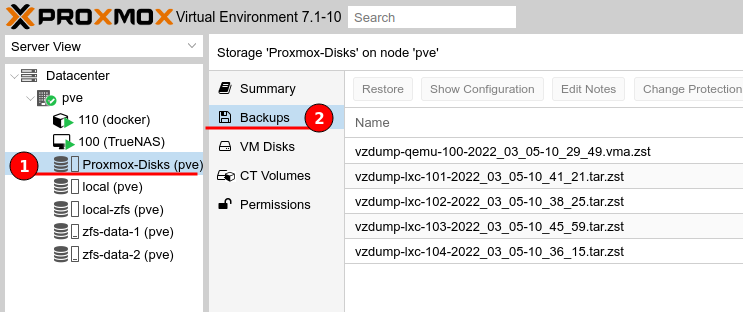 PROXMOX Virtual Environment 7.1-10 Search
Server View
Storage 'Proxmox-Disks' on node 'pve'
Datacenter
pve
110 (docker)
100 (TrueNAS)
1 Proxmox-Disks (pve)
local (pve)
local-zfs (pve)
zfs-data-1 (pve)
zfs-data-2 (pve)
Summary
Backups 2
VM Disks
CT Volumes
Permissions
Restore Show Configuration Edit Notes Change Protection
Name
vzdump-qemu-100-2022_03_05-10_29_49.vma.zst
vzdump-lxc-101-2022_03_05-10_41_21.tar.zst
vzdump-lxc-102-2022_03_05-10_38_25.tar.zst
vzdump-lxc-103-2022_03_05-10_45_59.tar.zst
vzdump-lxc-104-2022_03_05-10_36_15.tar.zst